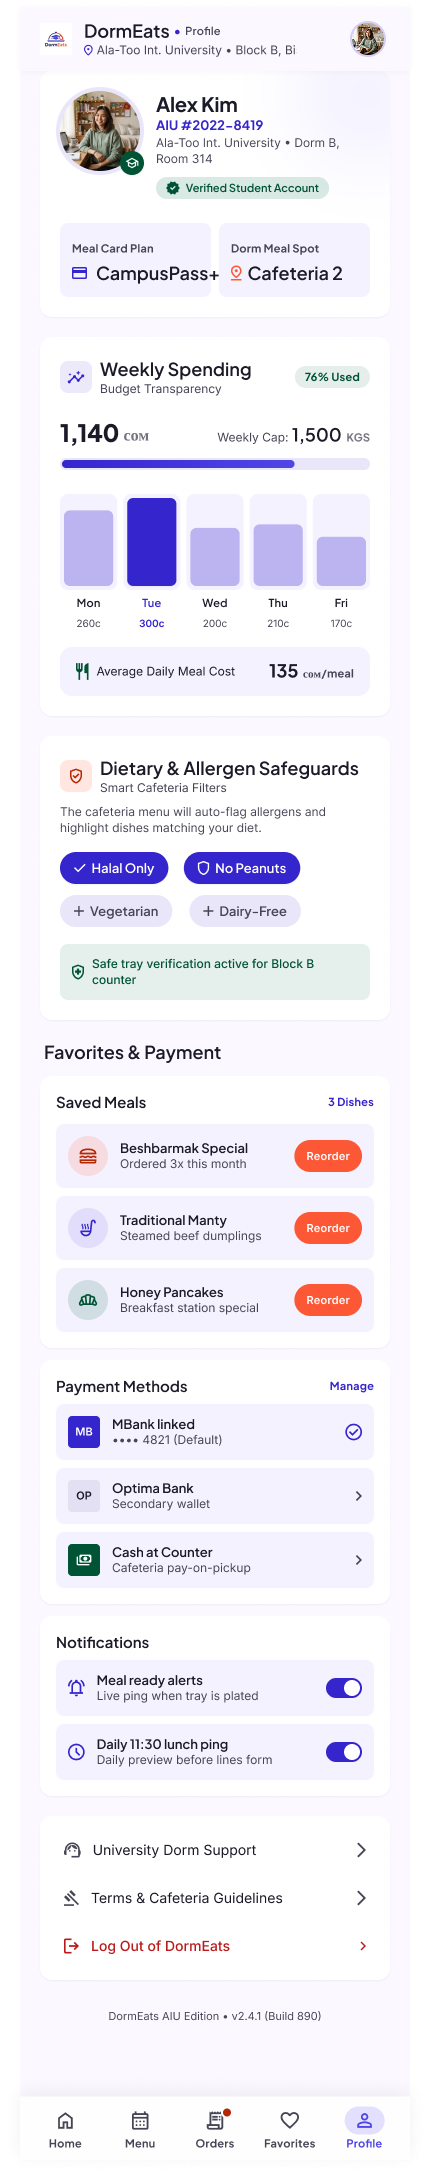 DormEats
DormEats • Profile
Ala-Too Int. University • Block B, Bi
Alex Kim
AIU #2022-8419
Ala-Too Int. University • Dorm B,
Room 314
Verified Student Account
Meal Card Plan
CampusPass+
Dorm Meal Spot
Cafeteria 2
Weekly Spending
Budget Transparency
76% Used
1,140 сом
Weekly Cap: 1,500 KGS
Mon Tue Wed Thu Fri
260c 300c 200c 210c 170c
Average Daily Meal Cost 135 сом/meal
Dietary & Allergen Safeguards
Smart Cafeteria Filters
The cafeteria menu will auto-flag allergens and
highlight dishes matching your diet.
Halal Only No Peanuts
Vegetarian Dairy-Free
Safe tray verification active for Block B
counter
Favorites & Payment
Saved Meals 3 Dishes
Beshbarmak Special
Ordered 3x this month
Reorder
Traditional Manty
Steamed beef dumplings
Reorder
Honey Pancakes
Breakfast station special
Reorder
Payment Methods Manage
MB
MBank linked
•••• 4821 (Default)
OP
Optima Bank
Secondary wallet
Cash at Counter
Cafeteria pay-on-pickup
Notifications
Meal ready alerts
Live ping when tray is plated
Daily 11:30 lunch ping
Daily preview before lines form
University Dorm Support
Terms & Cafeteria Guidelines
Log Out of DormEats
DormEats AIU Edition • v2.4.1 (Build 890)
Home Menu Orders Favorites Profile